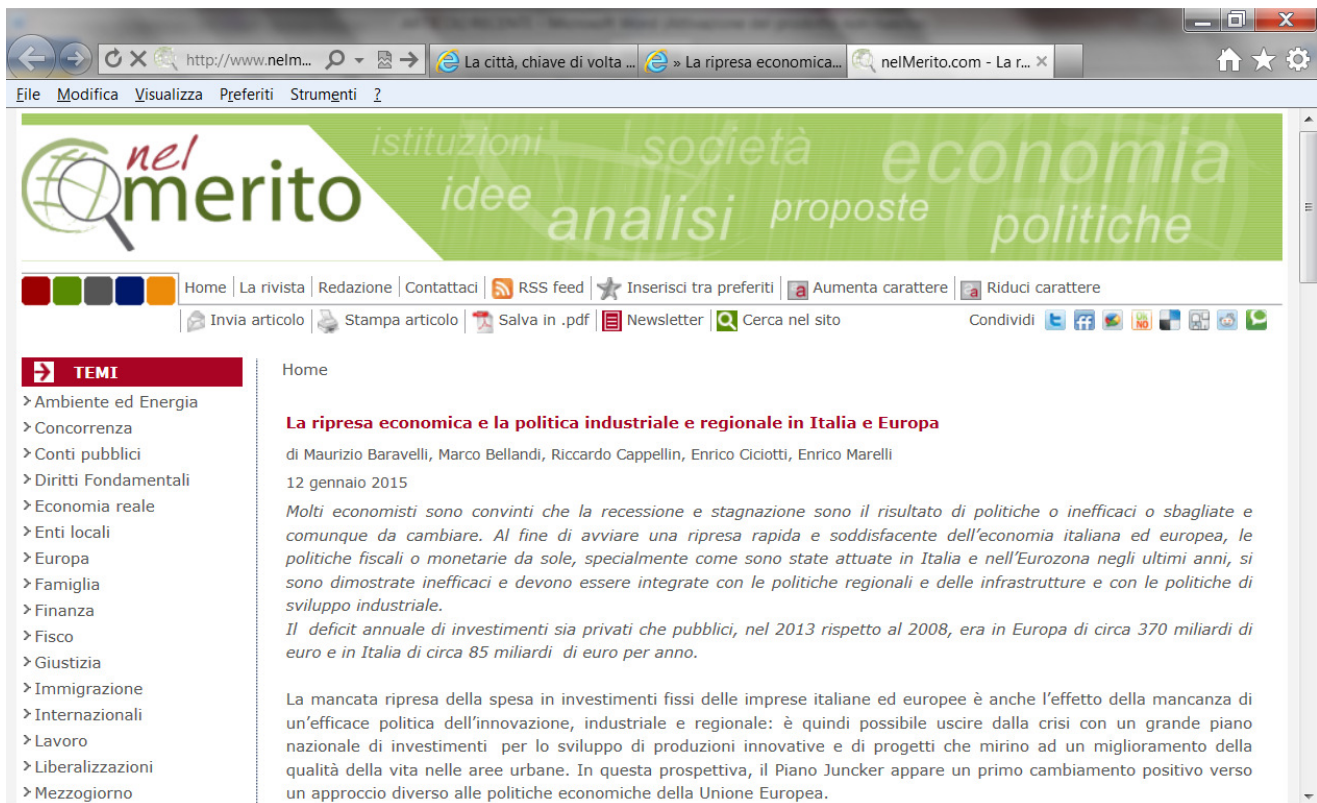 http://www.nelm...
La città, chiave di volta ...
» La ripresa economica...
nelMerito.com - La r...
File Modifica Visualizza Preferiti Strumenti ?
nel merito
istituzioni società economia
idee analisi proposte politiche
Home | La rivista | Redazione | Contattaci | RSS feed | Inserisci tra preferiti | Aumenta carattere | Riduci carattere
Invia articolo | Stampa articolo | Salva in .pdf | Newsletter | Cerca nel sito
Condividi
TEMI
Ambiente ed Energia
Concorrenza
Conti pubblici
Diritti Fondamentali
Economia reale
Enti locali
Europa
Famiglia
Finanza
Fisco
Giustizia
Immigrazione
Internazionali
Lavoro
Liberalizzazioni
Mezzogiorno
Home
La ripresa economica e la politica industriale e regionale in Italia e Europa
di Maurizio Baravelli, Marco Bellandi, Riccardo Cappellin, Enrico Ciciotti, Enrico Marelli
12 gennaio 2015
Molti economisti sono convinti che la recessione e stagnazione sono il risultato di politiche o inefficaci o sbagliate e
comunque da cambiare. Al fine di avviare una ripresa rapida e soddisfacente dell'economia italiana ed europea, le
politiche fiscali o monetarie da sole, specialmente come sono state attuate in Italia e nell'Eurozona negli ultimi anni, si
sono dimostrate inefficaci e devono essere integrate con le politiche regionali e delle infrastrutture e con le politiche di
sviluppo industriale.
Il deficit annuale di investimenti sia privati che pubblici, nel 2013 rispetto al 2008, era in Europa di circa 370 miliardi di
euro e in Italia di circa 85 miliardi di euro per anno.
La mancata ripresa della spesa in investimenti fissi delle imprese italiane ed europee è anche l'effetto della mancanza di
un'efficace politica dell'innovazione, industriale e regionale: è quindi possibile uscire dalla crisi con un grande piano
nazionale di investimenti per lo sviluppo di produzioni innovative e di progetti che mirino ad un miglioramento della
qualità della vita nelle aree urbane. In questa prospettiva, il Piano Juncker appare un primo cambiamento positivo verso
un approccio diverso alle politiche economiche della Unione Europea.